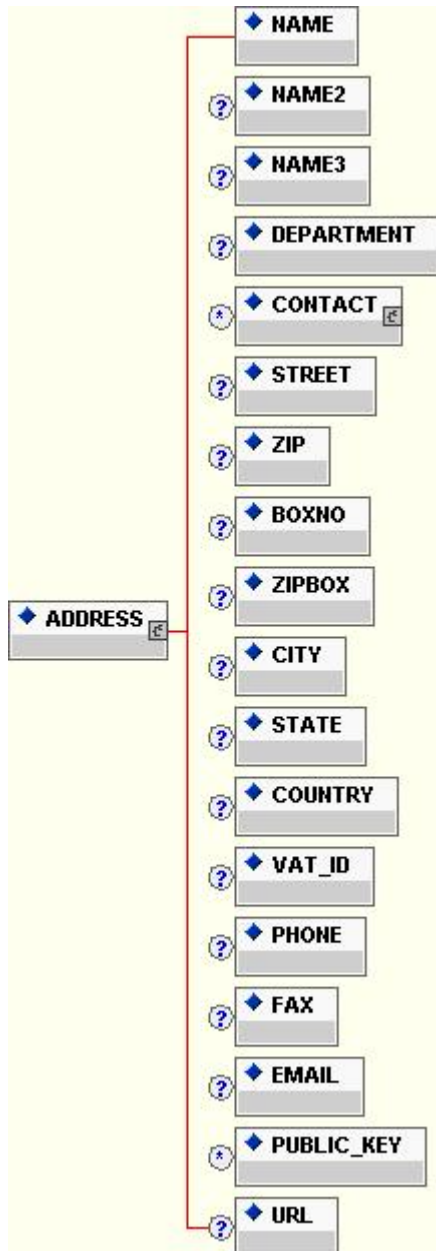 NAME
? NAME2
? NAME3
? DEPARTMENT
* CONTACT
? STREET
? ZIP
? BOXNO
? ZIPBOX
ADDRESS
? CITY
? STATE
? COUNTRY
? VAT_ID
? PHONE
? FAX
? EMAIL
* PUBLIC_KEY
? URL